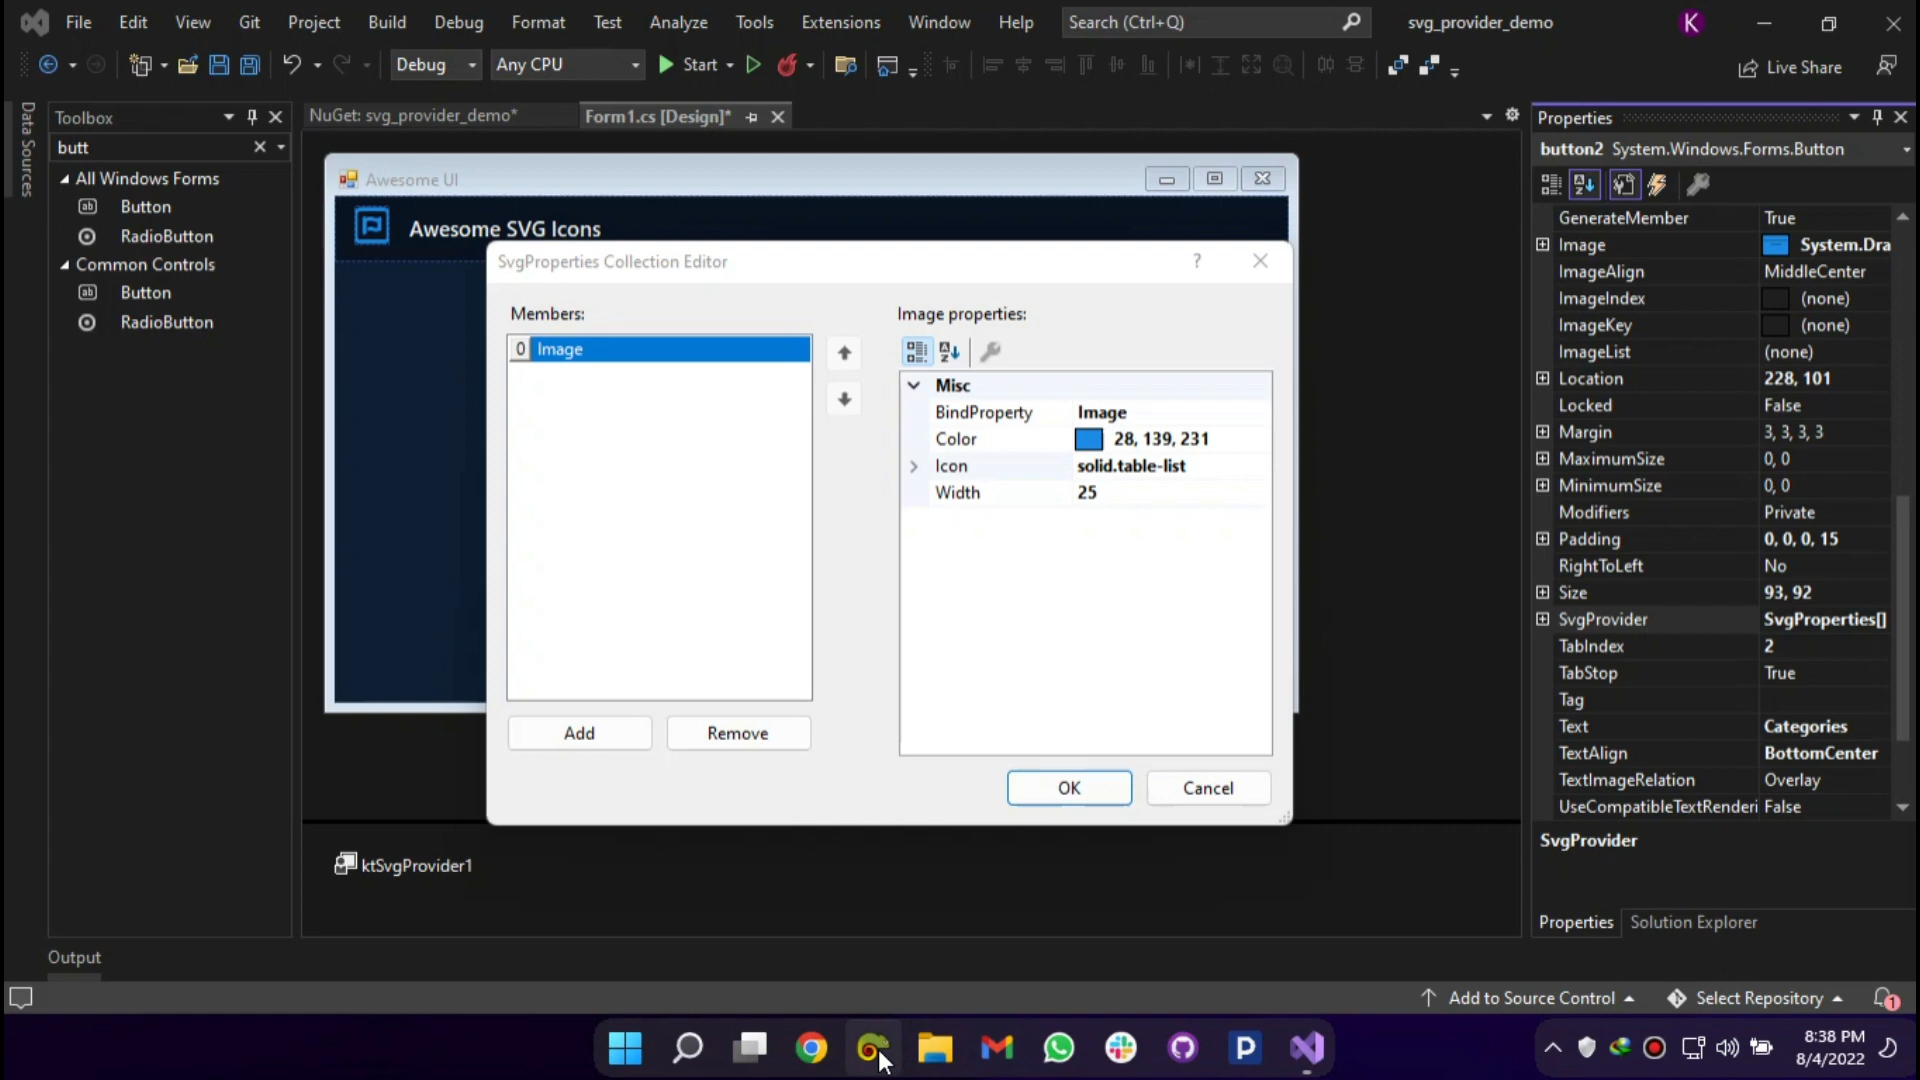 File Edit View Git Project Build Debug Format Test Analyze Tools Extensions Window Help Search (Ctrl+Q) svg_provider_demo K
Debug Any CPU Start Live Share
Data Sources
Toolbox
butt
All Windows Forms
Button
RadioButton
Common Controls
Button
RadioButton
NuGet: svg_provider_demo* Form1.cs [Design]*
Awesome UI
Awesome SVG Icons
SvgProperties Collection Editor ?
Members:
0 Image
Add Remove
Image properties:
Misc
BindProperty Image
Color 28, 139, 231
Icon solid.table-list
Width 25
OK Cancel
ktSvgProvider1
Properties
button2 System.Windows.Forms.Button
GenerateMember True
Image System.Dra
ImageAlign MiddleCenter
ImageIndex (none)
ImageKey (none)
ImageList (none)
Location 228, 101
Locked False
Margin 3, 3, 3, 3
MaximumSize 0, 0
MinimumSize 0, 0
Modifiers Private
Padding 0, 0, 0, 15
RightToLeft No
Size 93, 92
SvgProvider SvgProperties[]
TabIndex 2
TabStop True
Tag
Text Categories
TextAlign BottomCenter
TextImageRelation Overlay
UseCompatibleTextRenderi False
SvgProvider
Properties Solution Explorer
Output
Add to Source Control Select Repository 1
P
8:38 PM
8/4/2022